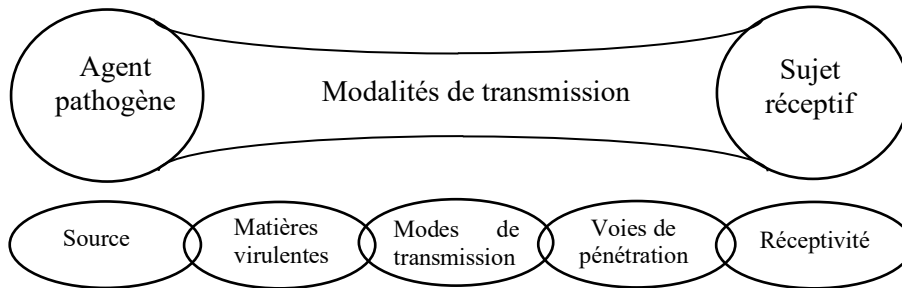 Agent
pathogène
Modalités de transmission
Sujet
réceptif
Source
Matières
virulentes
Modes de
transmission
Voies de
pénétration
Réceptivité